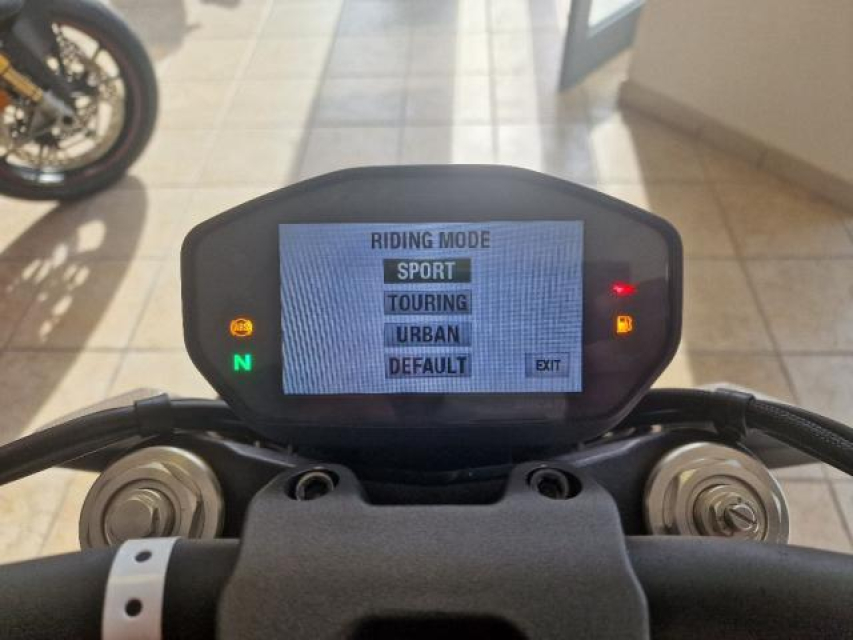 RIDING MODE
SPORT
TOURING
URBAN
DEFAULT
EXIT
ABS
N